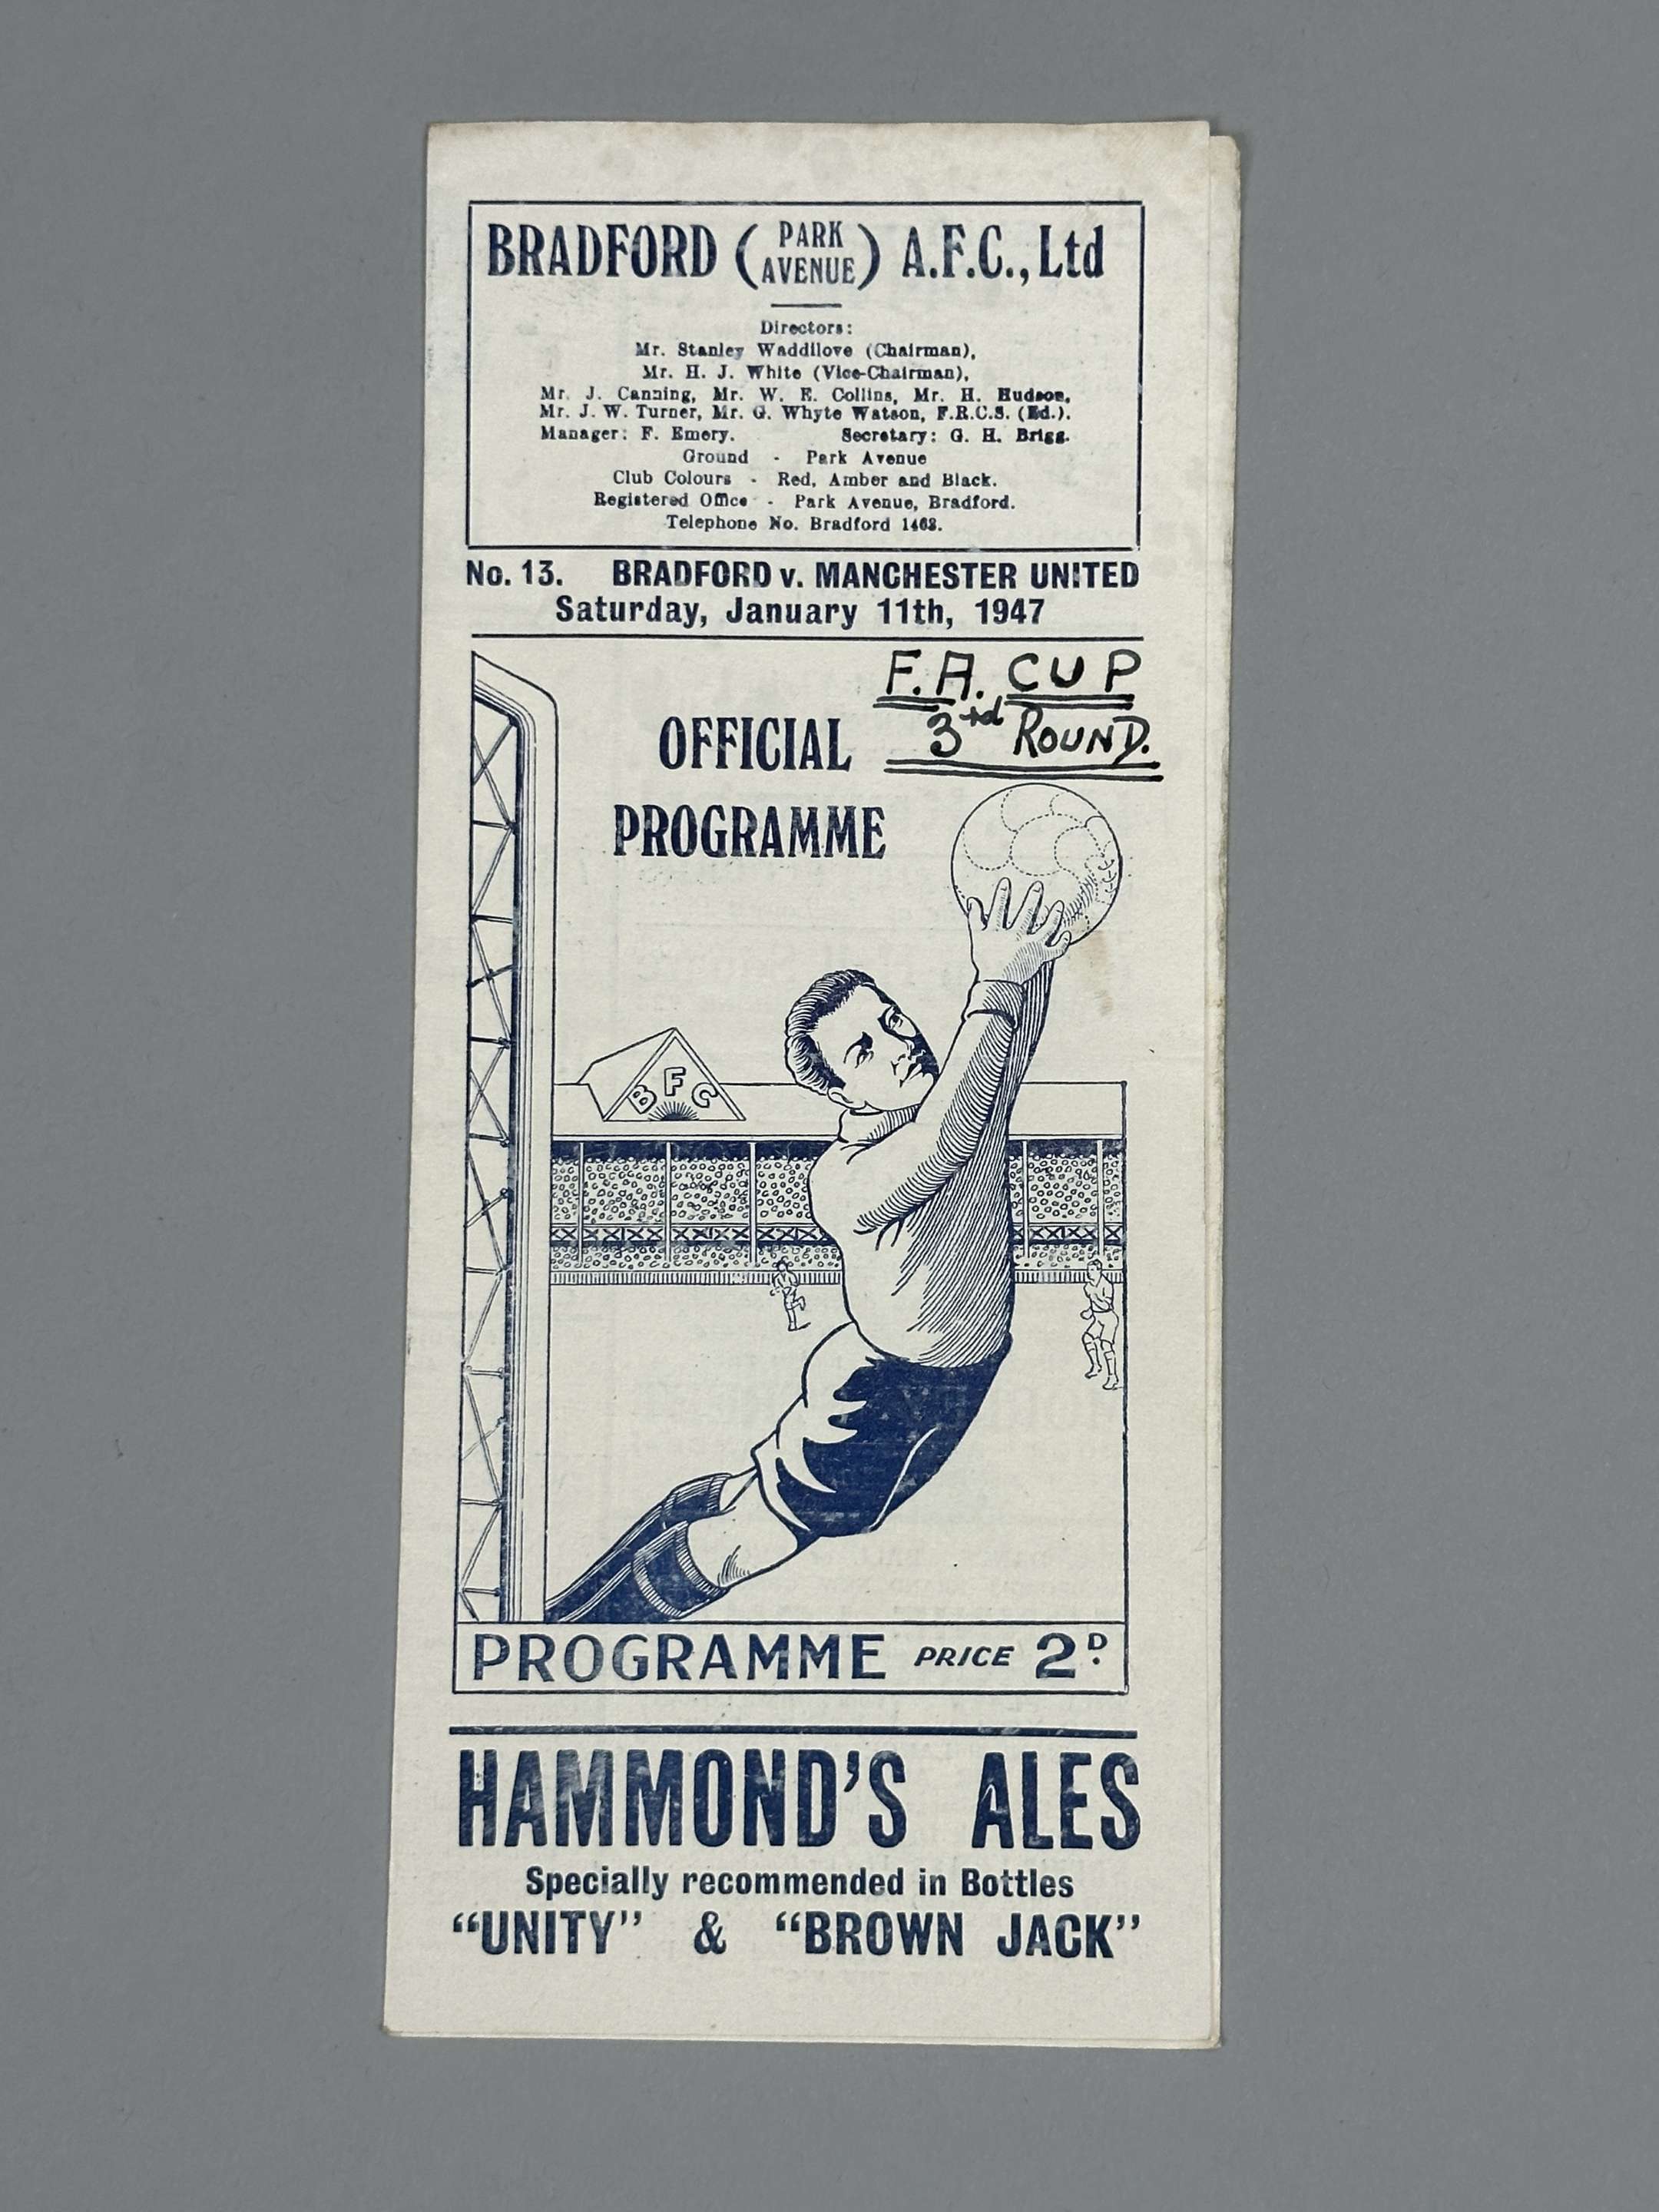 BRADFORD (PARK AVENUE) A.F.C., Ltd
Directors:
Mr. Stanley Waddilove (Chairman),
Mr. H. J. White (Vice-Chairman),
Mr. J. Canning, Mr. W. E. Collins, Mr. H. Hudson,
Mr. J. W. Turner, Mr. G. Whyte Watson, F.R.C.S. (Ed.).
Manager: F. Emery. Secretary: G. H. Brigg.
Ground - Park Avenue
Club Colours - Red, Amber and Black.
Registered Office - Park Avenue, Bradford.
Telephone No. Bradford 1463.
No. 13. BRADFORD v. MANCHESTER UNITED
Saturday, January 11th, 1947
F.A. CUP
3rd ROUND.
OFFICIAL
PROGRAMME
BFC
PROGRAMME PRICE 2D.
HAMMOND'S ALES
Specially recommended in Bottles
"UNITY" & "BROWN JACK"